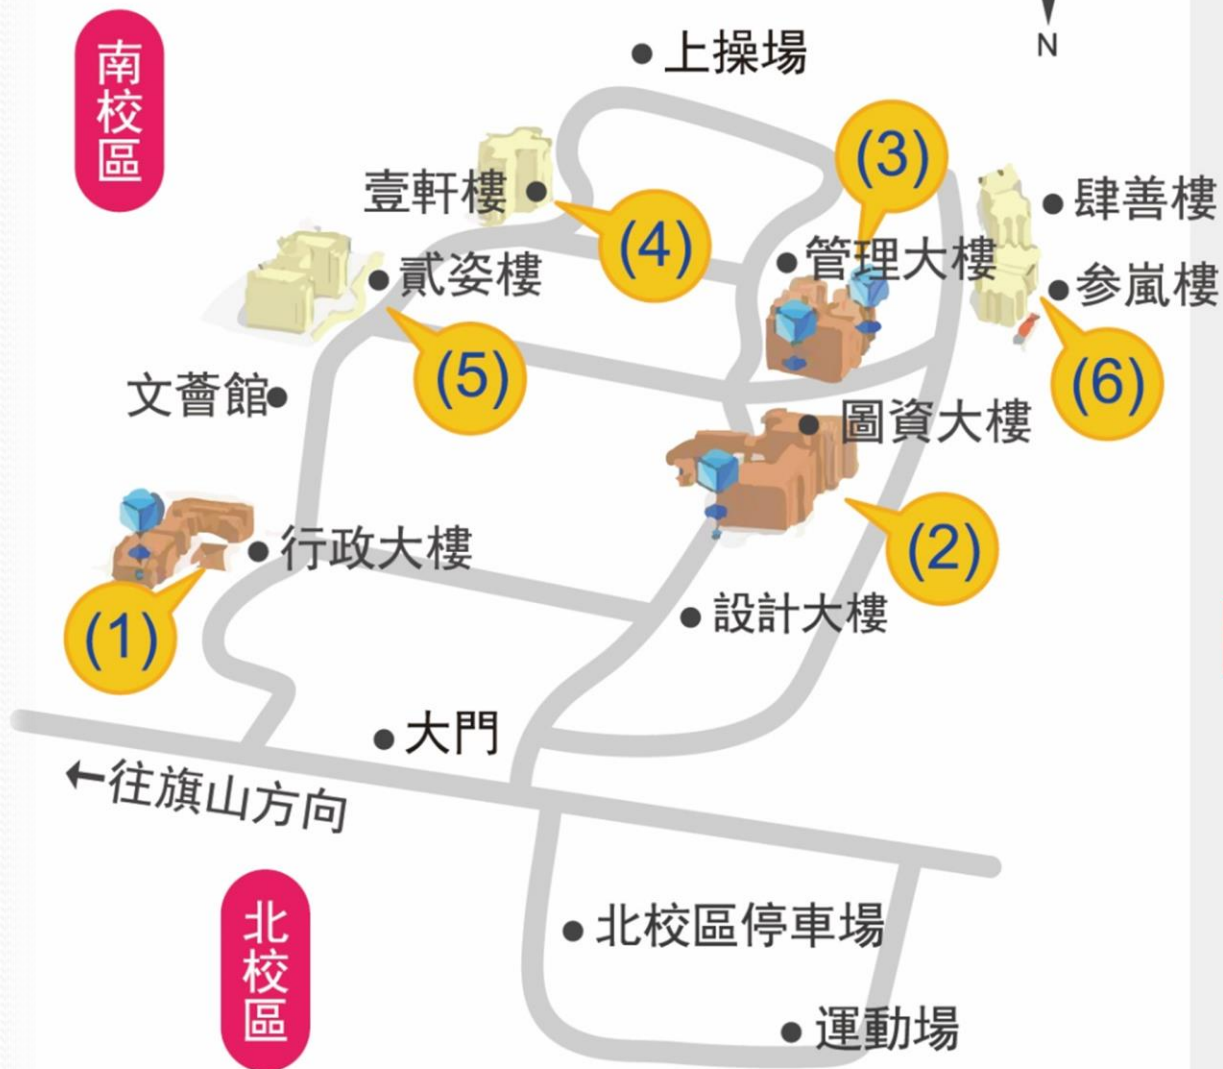 南校區
N
上操場
(3)
壹軒樓
(4)
肆善樓
管理大樓
貳姿樓
参嵐樓
(5)
(6)
文薈館
圖資大樓
行政大樓
(2)
(1)
設計大樓
大門
←往旗山方向
北校區
北校區停車場
運動場